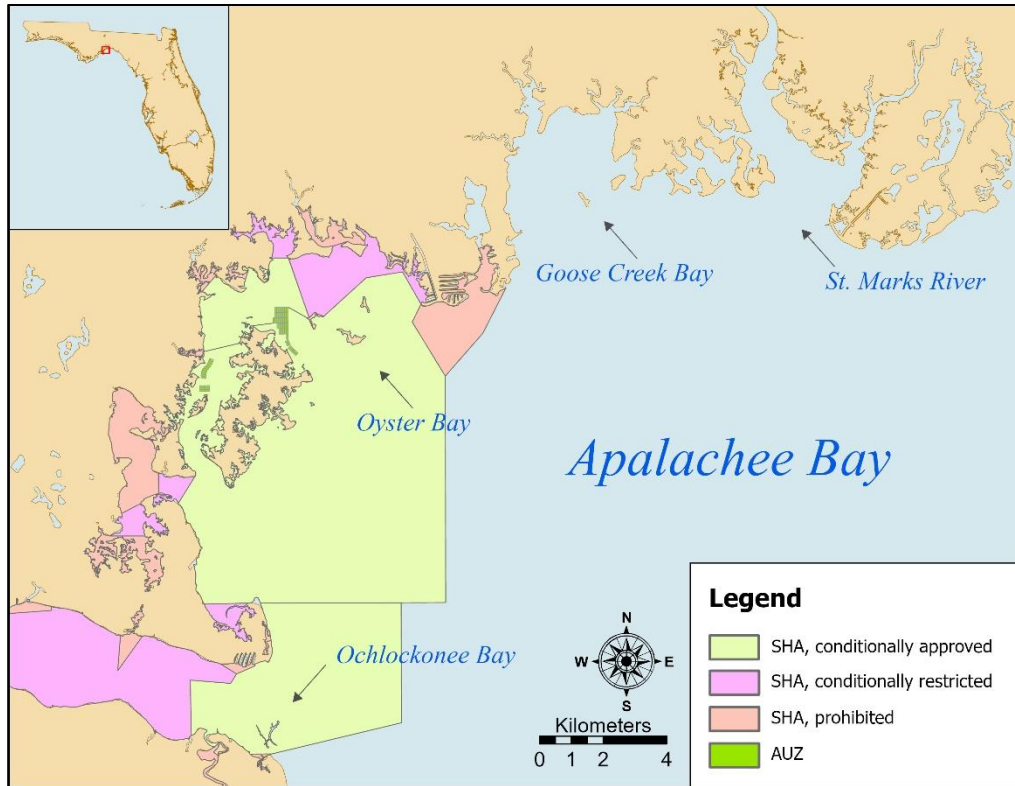 Goose Creek Bay
St. Marks River
Oyster Bay
Apalachee Bay
Ochlockonee Bay
N
W E
S
Kilometers
0 1 2 4
Legend
SHA, conditionally approved
SHA, conditionally restricted
SHA, prohibited
AUZ